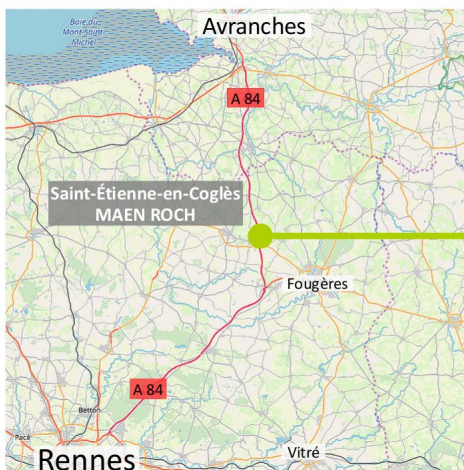 Avranches
Baie du
Mont-Saint-
Michel
A 84
Saint-Étienne-en-Coglès
MAEN ROCH
Fougères
A 84
Betton
Pacé
Rennes
Vitré